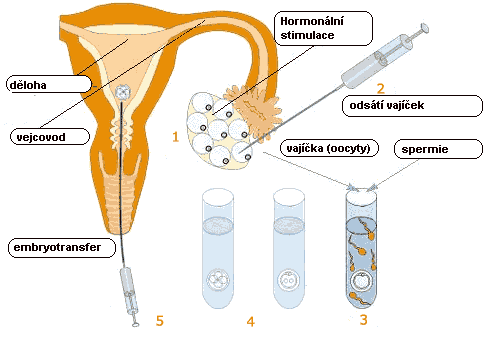 Hormonální
stimulace
děloha
2
odsátí vajíček
vejcovod
1
vajíčka (oocyty)
spermie
embryotransfer
5
4
3